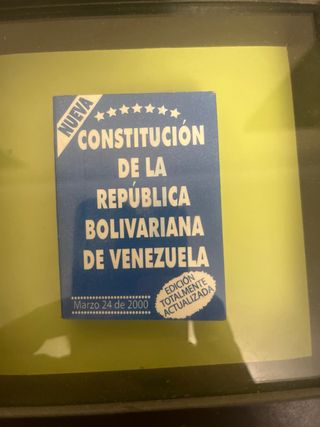 NUEVA
CONSTITUCIÓN
DE LA
REPÚBLICA
BOLIVARIANA
DE VENEZUELA
Marzo 24 de 2000
EDICIÓN
TOTALMENTE
ACTUALIZADA